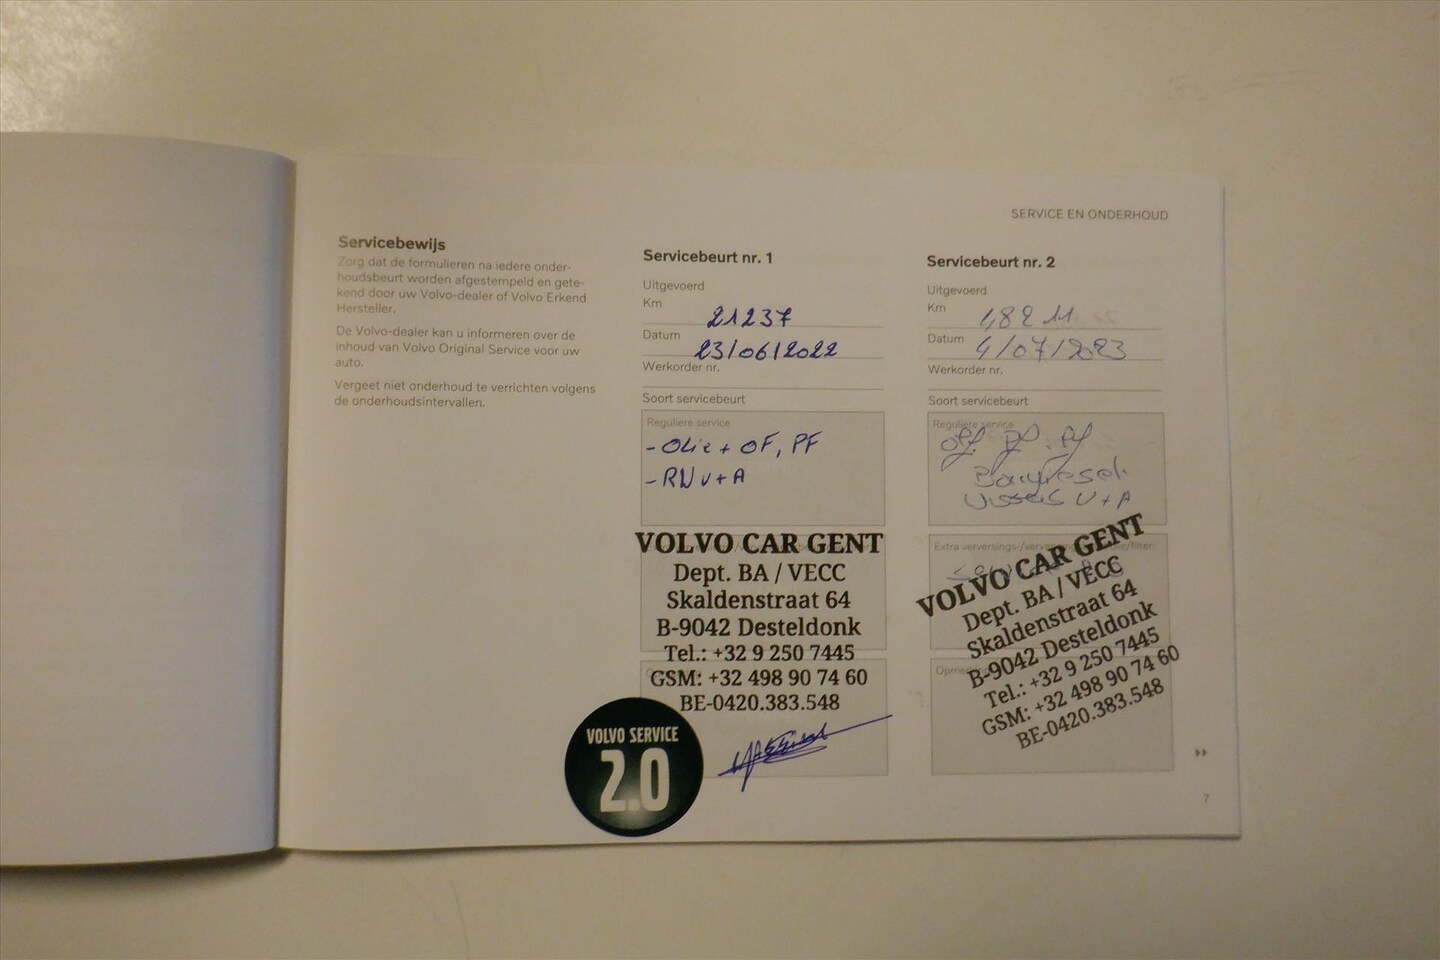 SERVICE EN ONDERHOUD
Servicebewijs
Zorg dat de formulieren na iedere onder-
houdsbeurt worden afgestempeld en gete-
kend door uw Volvo-dealer of Volvo Erkend
Hersteller.
De Volvo-dealer kan u informeren over de
inhoud van Volvo Original Service voor uw
auto.
Vergeet niet onderhoud te verrichten volgens
de onderhoudsintervallen.
Servicebeurt nr. 1
Uitgevoerd
Km
21237
Datum
23/06/2022
Werkorder nr.
Soort servicebeurt
Reguliere service
- Olie + OF, PF
- RW V + A
VOLVO CAR GENT
Dept. BA / VECC
Skaldenstraat 64
B-9042 Desteldonk
Tel.: +32 9 250 7445
GSM: +32 498 90 74 60
BE-0420.383.548
VOLVO SERVICE
2.0
Servicebeurt nr. 2
Uitgevoerd
Km
Datum
4/07/2023
Werkorder nr.
Soort servicebeurt
Reguliere service
V + A
Extra verversings-/
VOLVO CAR GENT
Dept. BA / VECC
Skaldenstraat 64
B-9042 Desteldonk
Tel.: +32 9 250 7445
GSM: +32 498 90 74 60
BE-0420.383.548
7